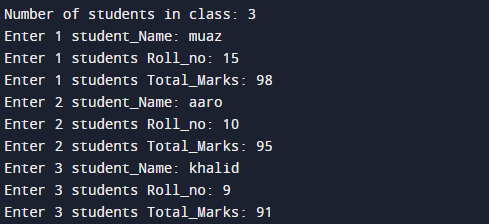 Number of students in class: 3
Enter 1 student_Name: muaz
Enter 1 students Roll_no: 15
Enter 1 students Total_Marks: 98
Enter 2 student_Name: aaro
Enter 2 students Roll_no: 10
Enter 2 students Total_Marks: 95
Enter 3 student_Name: khalid
Enter 3 students Roll_no: 9
Enter 3 students Total_Marks: 91